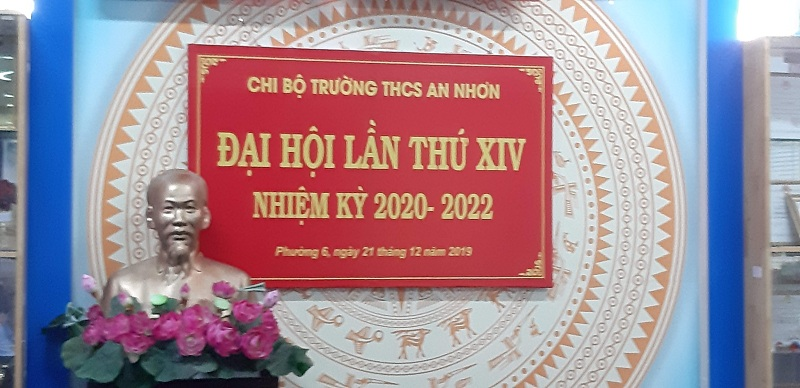 CHI BỘ TRƯỜNG THCS AN NHƠN
ĐẠI HỘI LẦN THỨ XIV
NHIỆM KỲ 2020- 2022
Phường 6, ngày 21 tháng 12 năm 2019